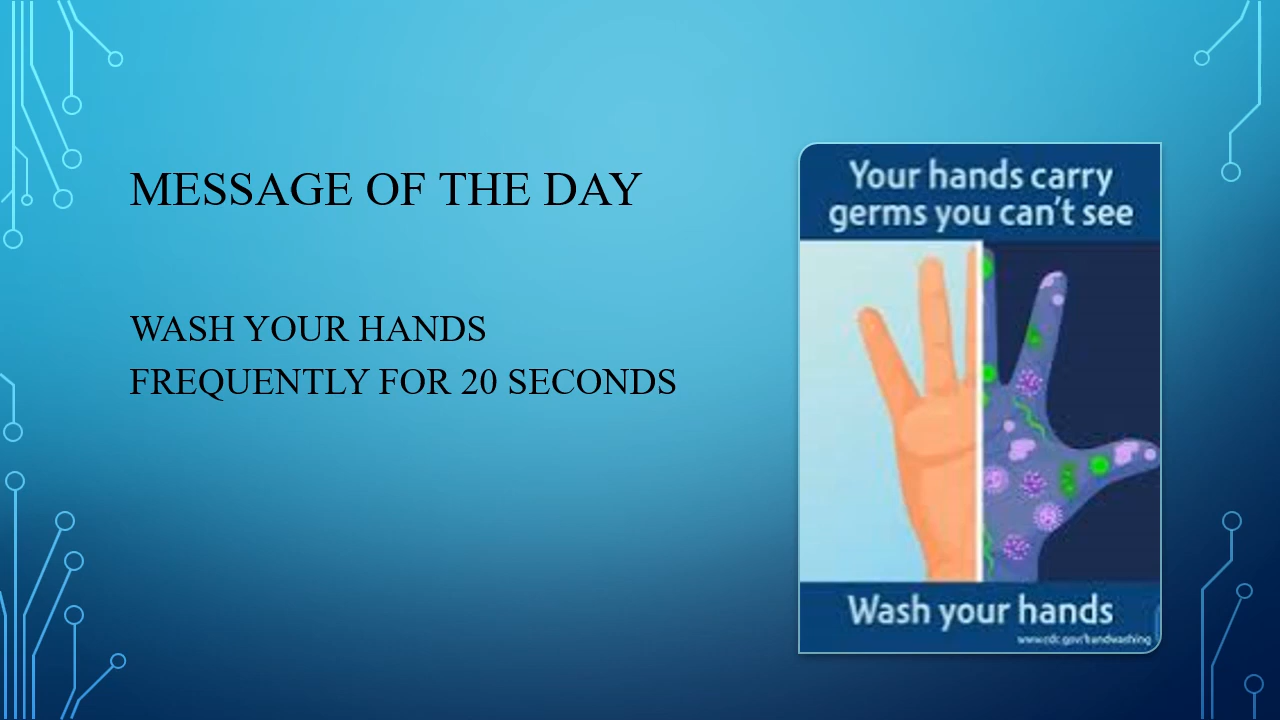 MESSAGE OF THE DAY
WASH YOUR HANDS
FREQUENTLY FOR 20 SECONDS
Your hands carry
germs you can't see
Wash your hands
www.cdc.gov/handwashing